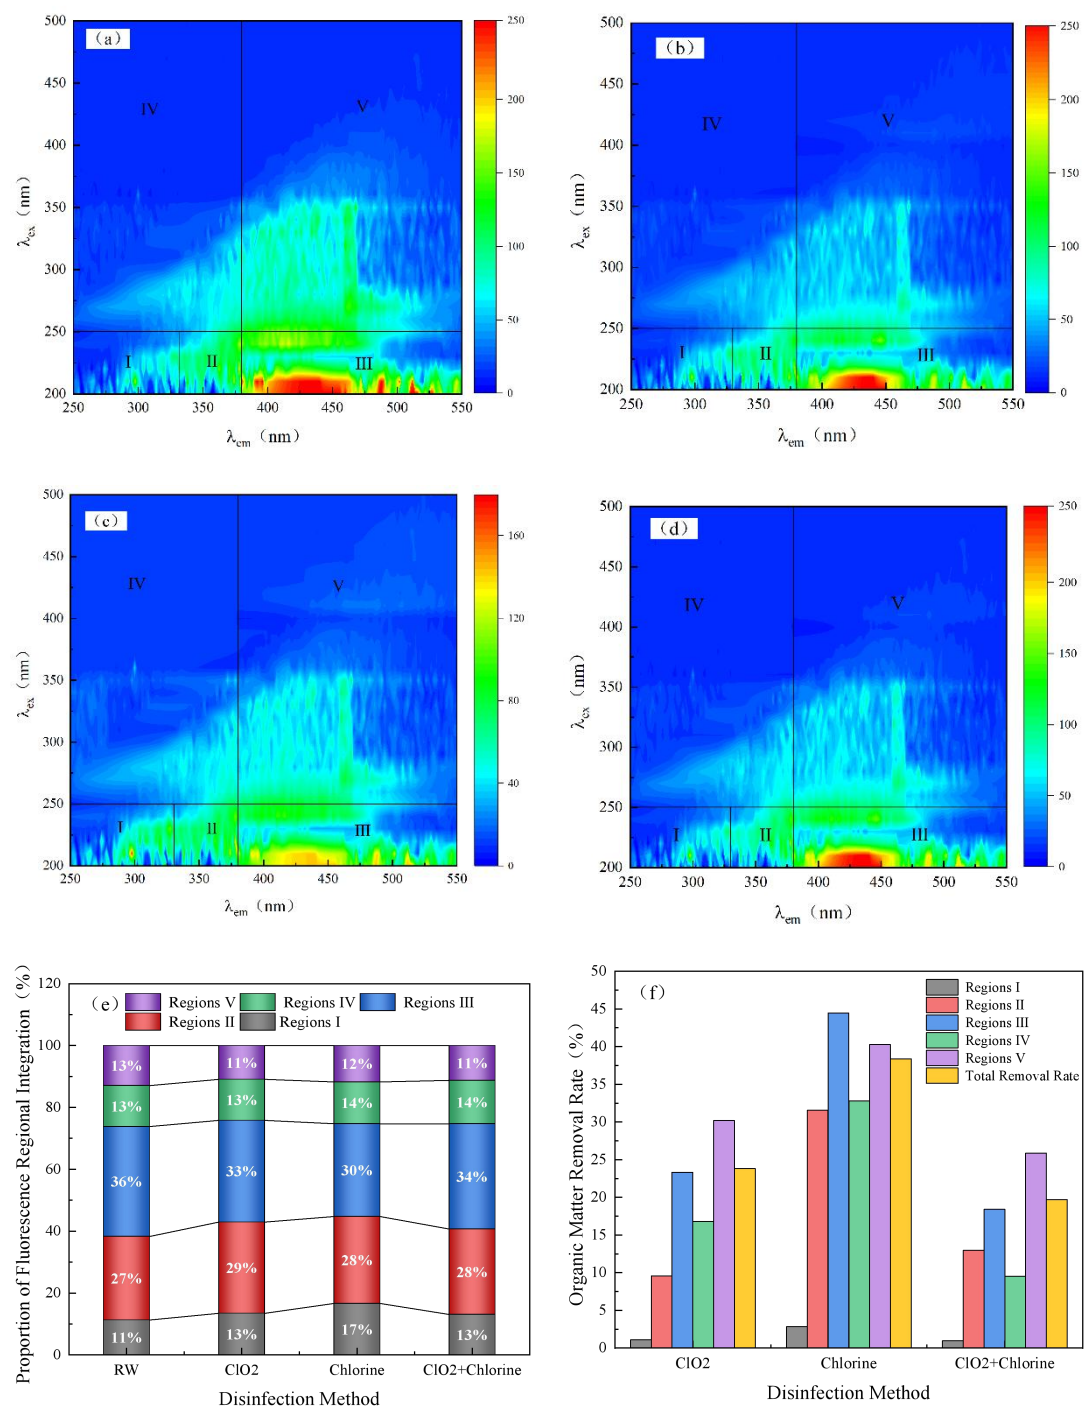 (a)
IV
V
I
II
III
500
450
400
350
300
250
200
250
300
350
400
450
500
550
250
200
150
100
50
0
λex（nm）
λem（nm）
(b)
IV
V
I
II
III
500
450
400
350
300
250
200
250
300
350
400
450
500
550
250
200
150
100
50
0
λex（nm）
λem（nm）
(c)
IV
V
I
II
III
500
450
400
350
300
250
200
250
300
350
400
450
500
550
160
120
80
40
0
λex（nm）
λem（nm）
(d)
IV
V
I
II
III
500
450
400
350
300
250
200
250
300
350
400
450
500
550
250
200
150
100
50
0
λex（nm）
λem（nm）
(e)
Regions V
Regions IV
Regions III
Regions II
Regions I
Proportion of Fluorescence Regional Integration（%）
120
100
80
60
40
20
0
13% 11% 12% 11%
13% 13% 14% 14%
36% 33% 30% 34%
27% 29% 28% 28%
11% 13% 17% 13%
RW ClO2 Chlorine ClO2+Chlorine
Disinfection Method
(f)
Regions I
Regions II
Regions III
Regions IV
Regions V
Total Removal Rate
Organic Matter Removal Rate（%）
50
45
40
35
30
25
20
15
10
5
0
ClO2 Chlorine ClO2+Chlorine
Disinfection Method